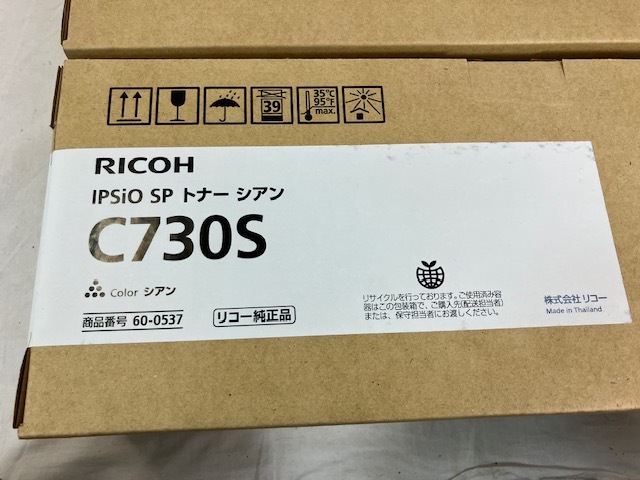 39
35℃
95°F
max.
RICOH
IPSiO SP トナー シアン
C730S
Color シアン
商品番号 60-0537
リコー純正品
リサイクルを行っております。ご使用済み容
器はこの包装箱で、ご購入先(配送担当者)
または、保守担当者にお渡しください。
株式会社 リコー
Made in Thailand